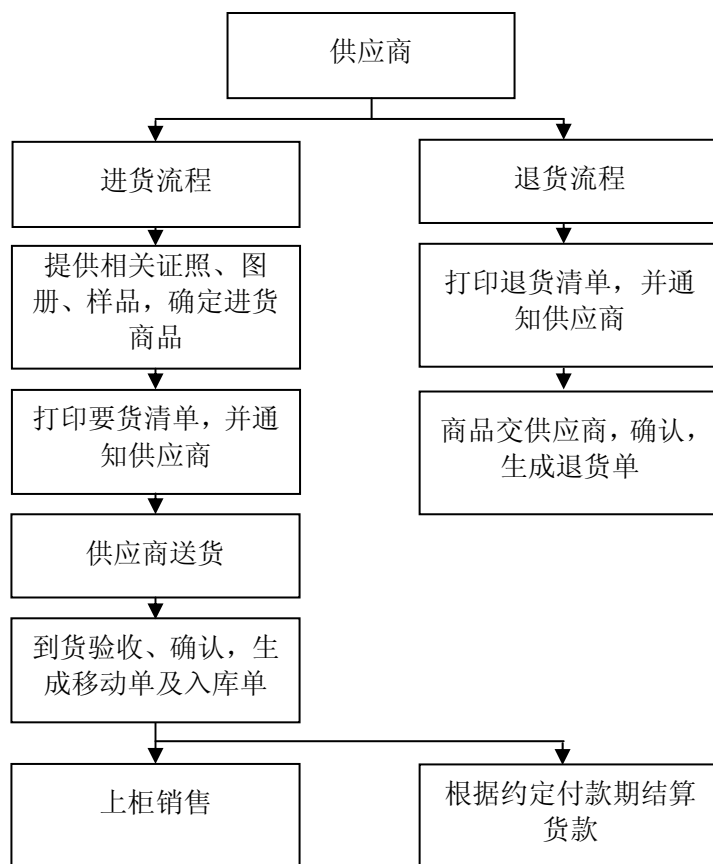 供应商
进货流程
退货流程
提供相关证照、图
册、样品，确定进货
商品
打印退货清单，并通
知供应商
打印要货清单，并通
知供应商
商品交供应商，确认，
生成退货单
供应商送货
到货验收、确认，生
成移动单及入库单
上柜销售
根据约定付款期结算
货款